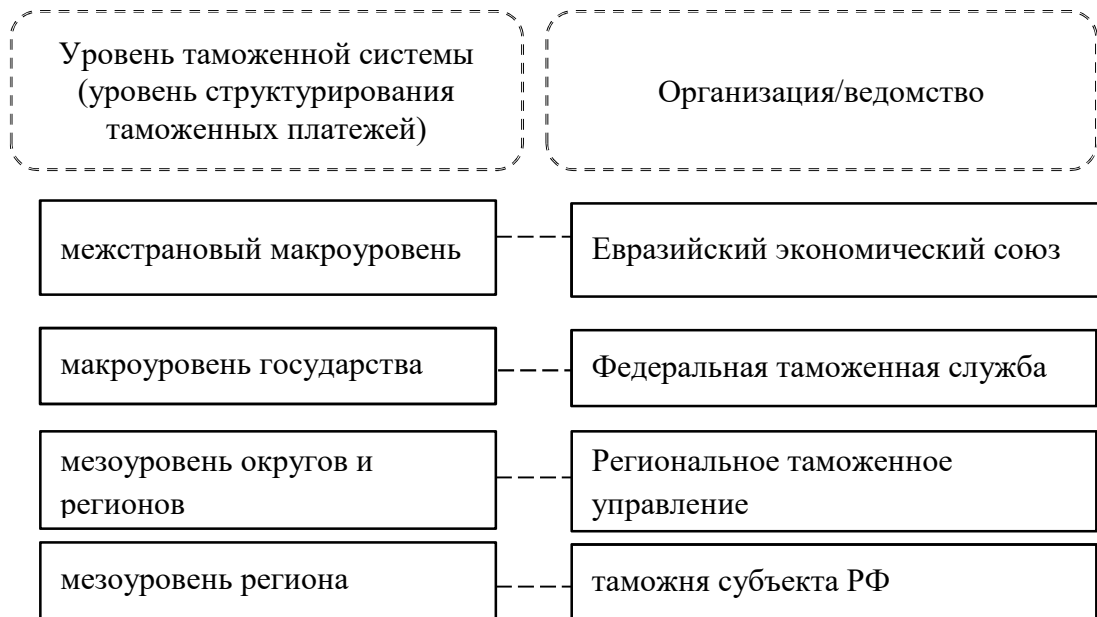 Уровень таможенной системы
(уровень структурирования
таможенных платежей)
Организация/ведомство
межстрановый макроуровень
Евразийский экономический союз
макроуровень государства
Федеральная таможенная служба
мезоуровень округов и
регионов
Региональное таможенное
управление
мезоуровень региона
таможня субъекта РФ